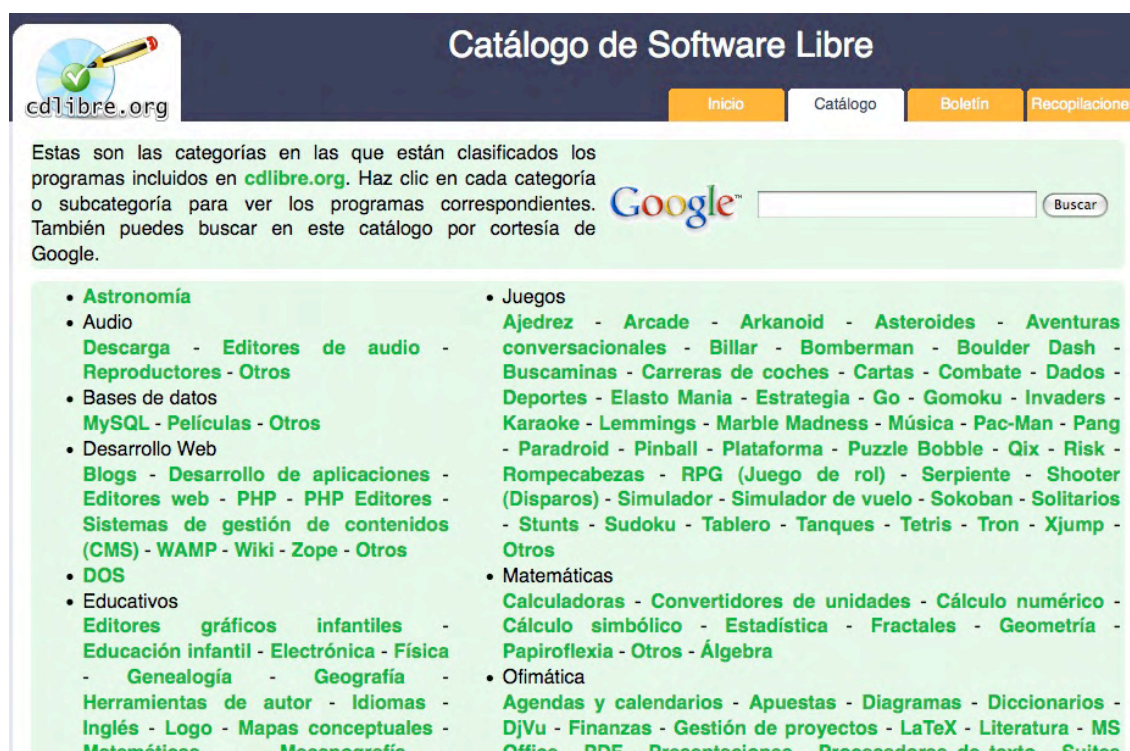 Catálogo de Software Libre
cdlibre.org
Inicio
Catálogo
Boletín
Recopilacione
Estas son las categorías en las que están clasificados los
programas incluidos en cdlibre.org. Haz clic en cada categoría
o subcategoría para ver los programas correspondientes.
También puedes buscar en este catálogo por cortesía de
Google.
Google™
Buscar
• Astronomía
• Audio
Descarga - Editores de audio -
Reproductores - Otros
• Bases de datos
MySQL - Películas - Otros
• Desarrollo Web
Blogs - Desarrollo de aplicaciones -
Editores web - PHP - PHP Editores -
Sistemas de gestión de contenidos
(CMS) - WAMP - Wiki - Zope - Otros
• DOS
• Educativos
Editores gráficos infantiles -
Educación infantil - Electrónica - Física
- Genealogía - Geografía -
Herramientas de autor - Idiomas -
Inglés - Logo - Mapas conceptuales -
Matemáticas - Mecanografía -
• Juegos
Ajedrez - Arcade - Arkanoid - Asteroides - Aventuras
conversacionales - Billar - Bomberman - Boulder Dash -
Buscaminas - Carreras de coches - Cartas - Combate - Dados -
Deportes - Elasto Mania - Estrategia - Go - Gomoku - Invaders -
Karaoke - Lemmings - Marble Madness - Música - Pac-Man - Pang
- Paradroid - Pinball - Plataforma - Puzzle Bobble - Qix - Risk -
Rompecabezas - RPG (Juego de rol) - Serpiente - Shooter
(Disparos) - Simulador - Simulador de vuelo - Sokoban - Solitarios
- Stunts - Sudoku - Tablero - Tanques - Tetris - Tron - Xjump -
Otros
• Matemáticas
Calculadoras - Convertidores de unidades - Cálculo numérico -
Cálculo simbólico - Estadística - Fractales - Geometría -
Papiroflexia - Otros - Álgebra
• Ofimática
Agendas y calendarios - Apuestas - Diagramas - Diccionarios -
DjVu - Finanzas - Gestión de proyectos - LaTeX - Literatura - MS
Office - PDF - Presentaciones - Procesadores de texto - Suites